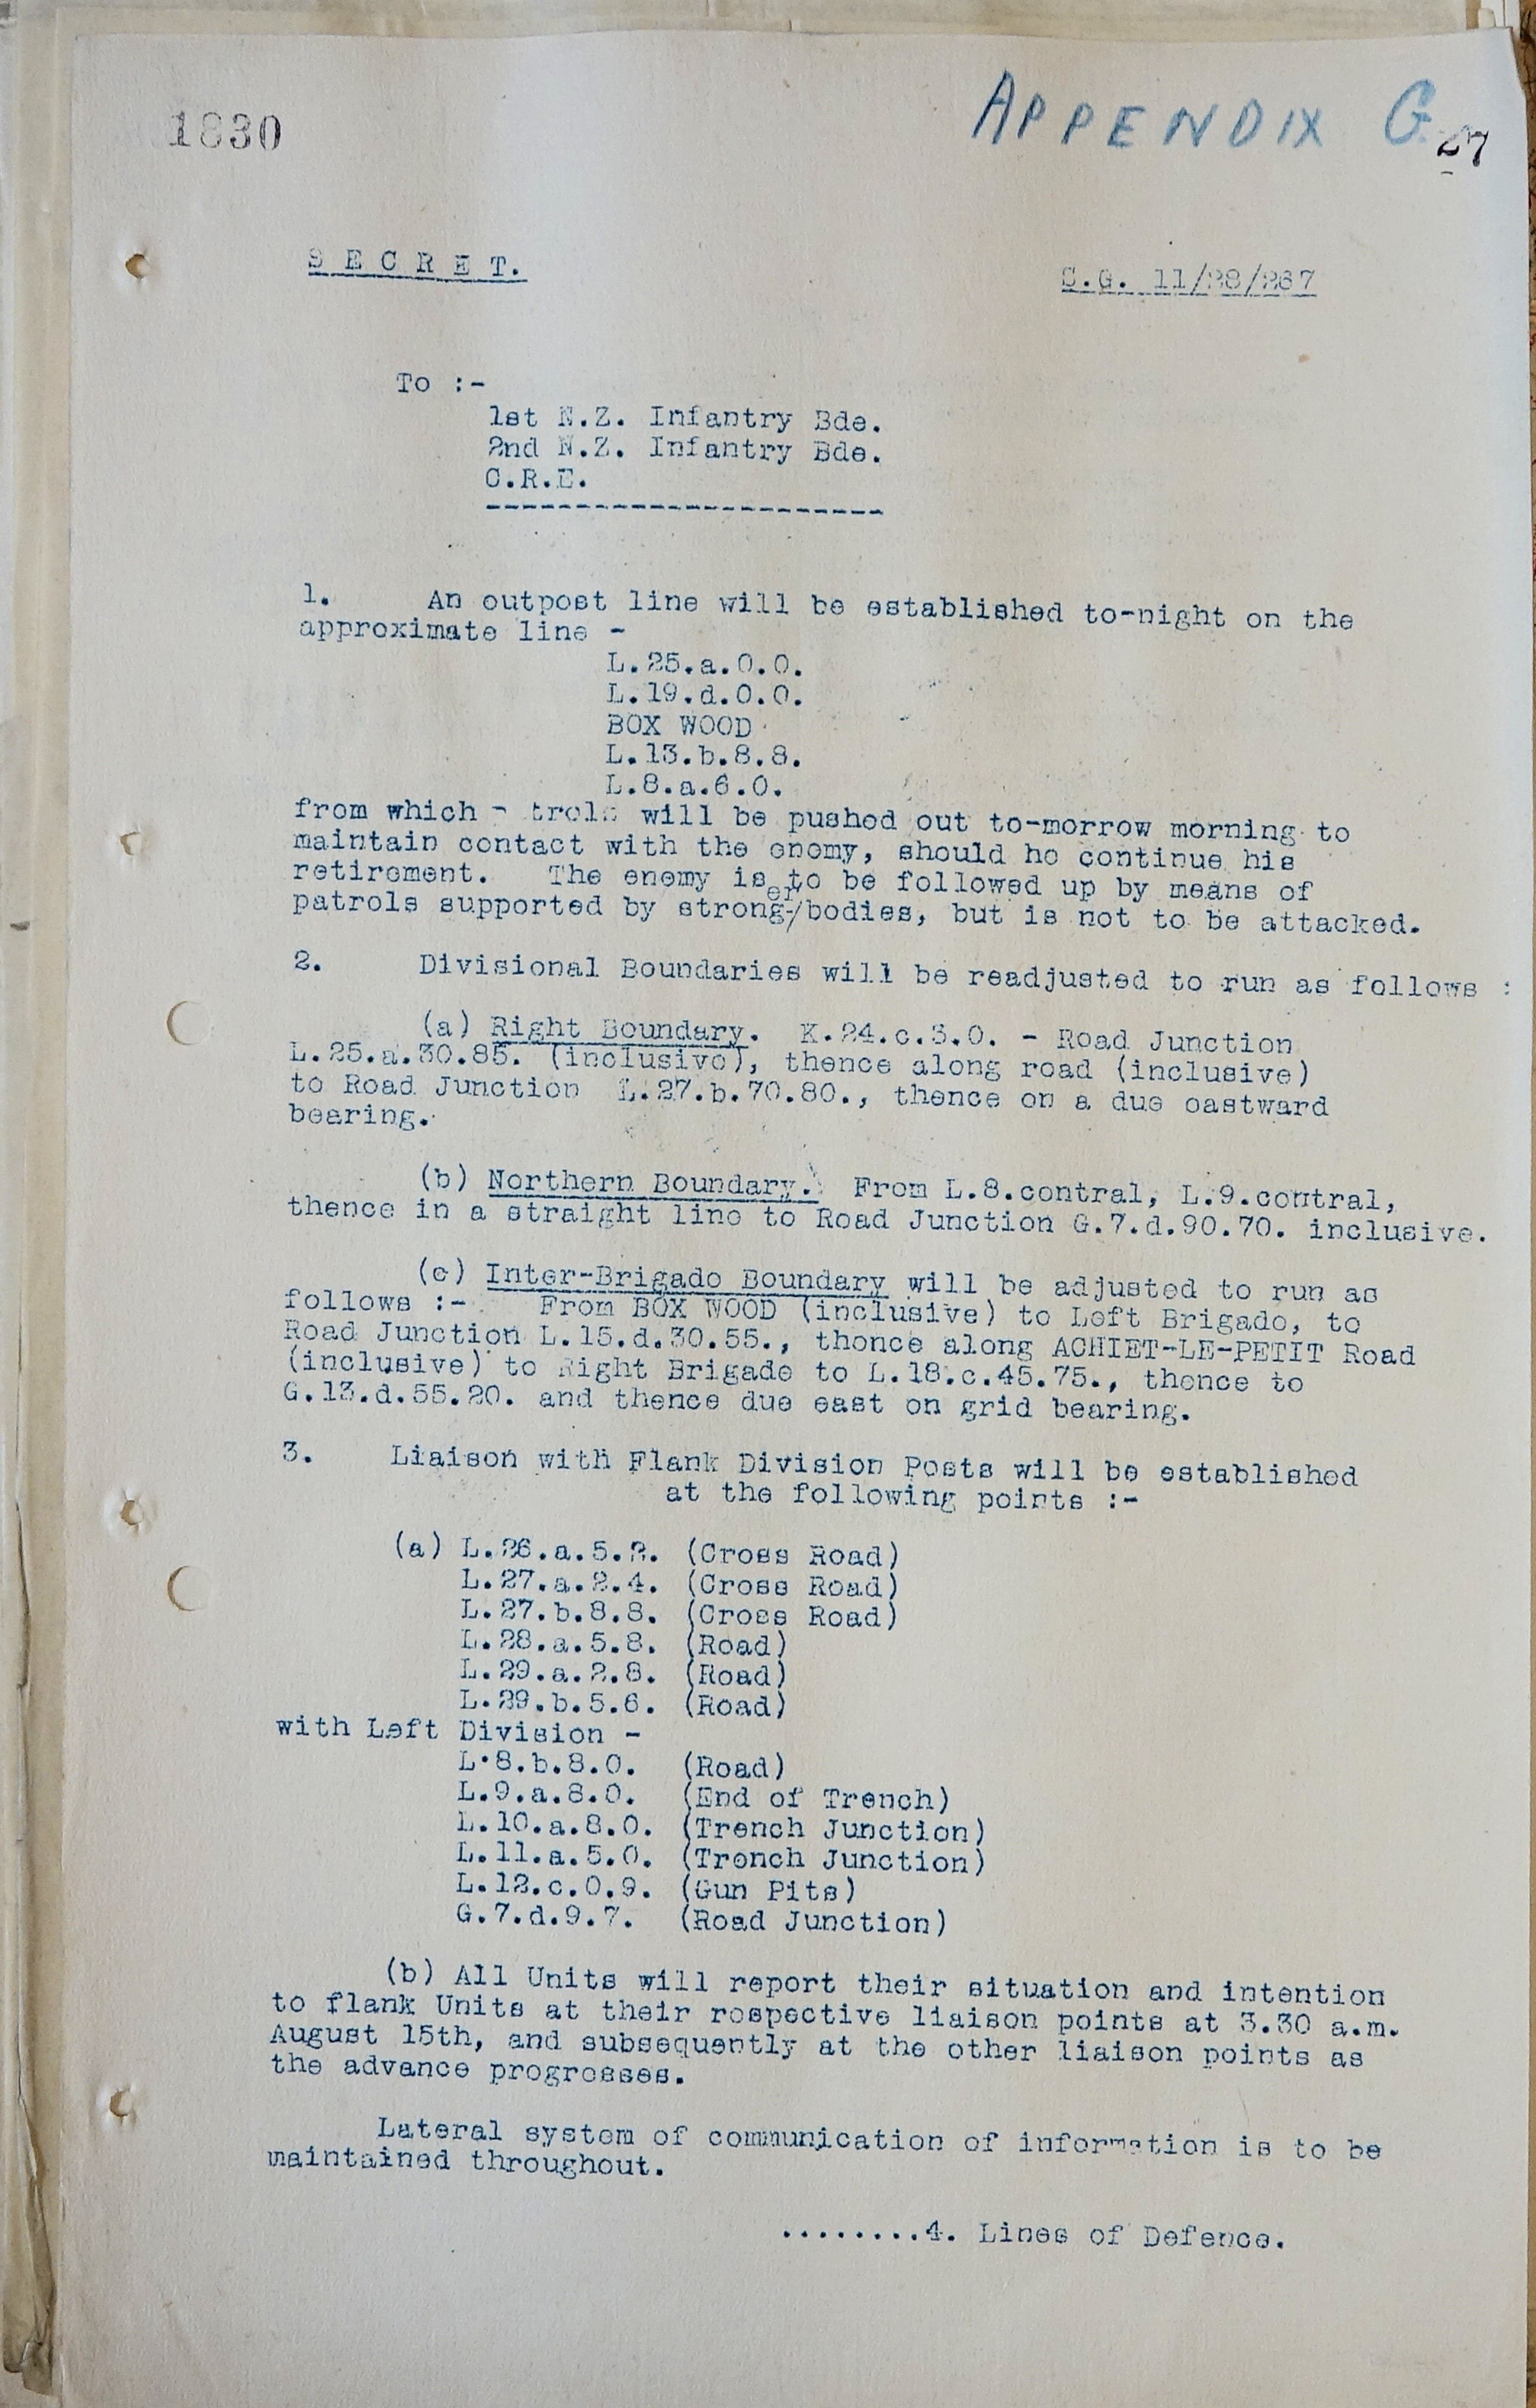 1830
APPENDIX G
27
S E C R E T.
S.G. 11/28/267
To :-
1st N.Z. Infantry Bde.
2nd N.Z. Infantry Bde.
C.R.E.
-----------------------
1. An outpost line will be established to-night on the
approximate line -
L.25.a.0.0.
L.19.d.0.0.
BOX WOOD
L.13.b.8.8.
L.8.a.6.0.
from which trols will be pushed out to-morrow morning to
maintain contact with the enemy, should he continue his
retirement. The enemy is to be followed up by means of
patrols supported by stronger bodies, but is not to be attacked.
2. Divisional Boundaries will be readjusted to run as follows :
(a) Right Boundary. K.24.c.3.0. - Road Junction
L.25.a.30.85. (inclusive), thence along road (inclusive)
to Road Junction L.27.b.70.80., thence on a due eastward
bearing.
(b) Northern Boundary. From L.8.central, L.9.central,
thence in a straight line to Road Junction G.7.d.90.70. inclusive.
(c) Inter-Brigade Boundary will be adjusted to run as
follows :- From BOX WOOD (inclusive) to Left Brigade, to
Road Junction L.15.d.30.55., thence along ACHIET-LE-PETIT Road
(inclusive) to Right Brigade to L.18.c.45.75., thence to
G.13.d.55.20. and thence due east on grid bearing.
3. Liaison with Flank Division Posts will be established
at the following points :-
(a) L.26.a.5.2. (Cross Road)
L.27.a.2.4. (Cross Road)
L.27.b.8.8. (Cross Road)
L.28.a.5.8. (Road)
L.29.a.2.8. (Road)
L.29.b.5.6. (Road)
with Left Division -
L.8.b.8.0. (Road)
L.9.a.8.0. (End of Trench)
L.10.a.8.0. (Trench Junction)
L.11.a.5.0. (Trench Junction)
L.12.c.0.9. (Gun Pits)
G.7.d.9.7. (Road Junction)
(b) All Units will report their situation and intention
to flank Units at their respective liaison points at 3.30 a.m.
August 15th, and subsequently at the other liaison points as
the advance progresses.
Lateral system of communication of information is to be
maintained throughout.
........4. Lines of Defence.